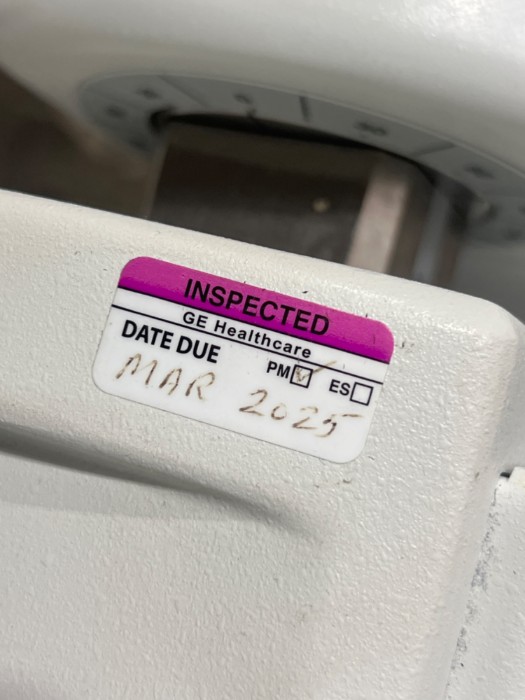 INSPECTED
GE Healthcare
DATE DUE PM☑ ES☐
MAR 2025